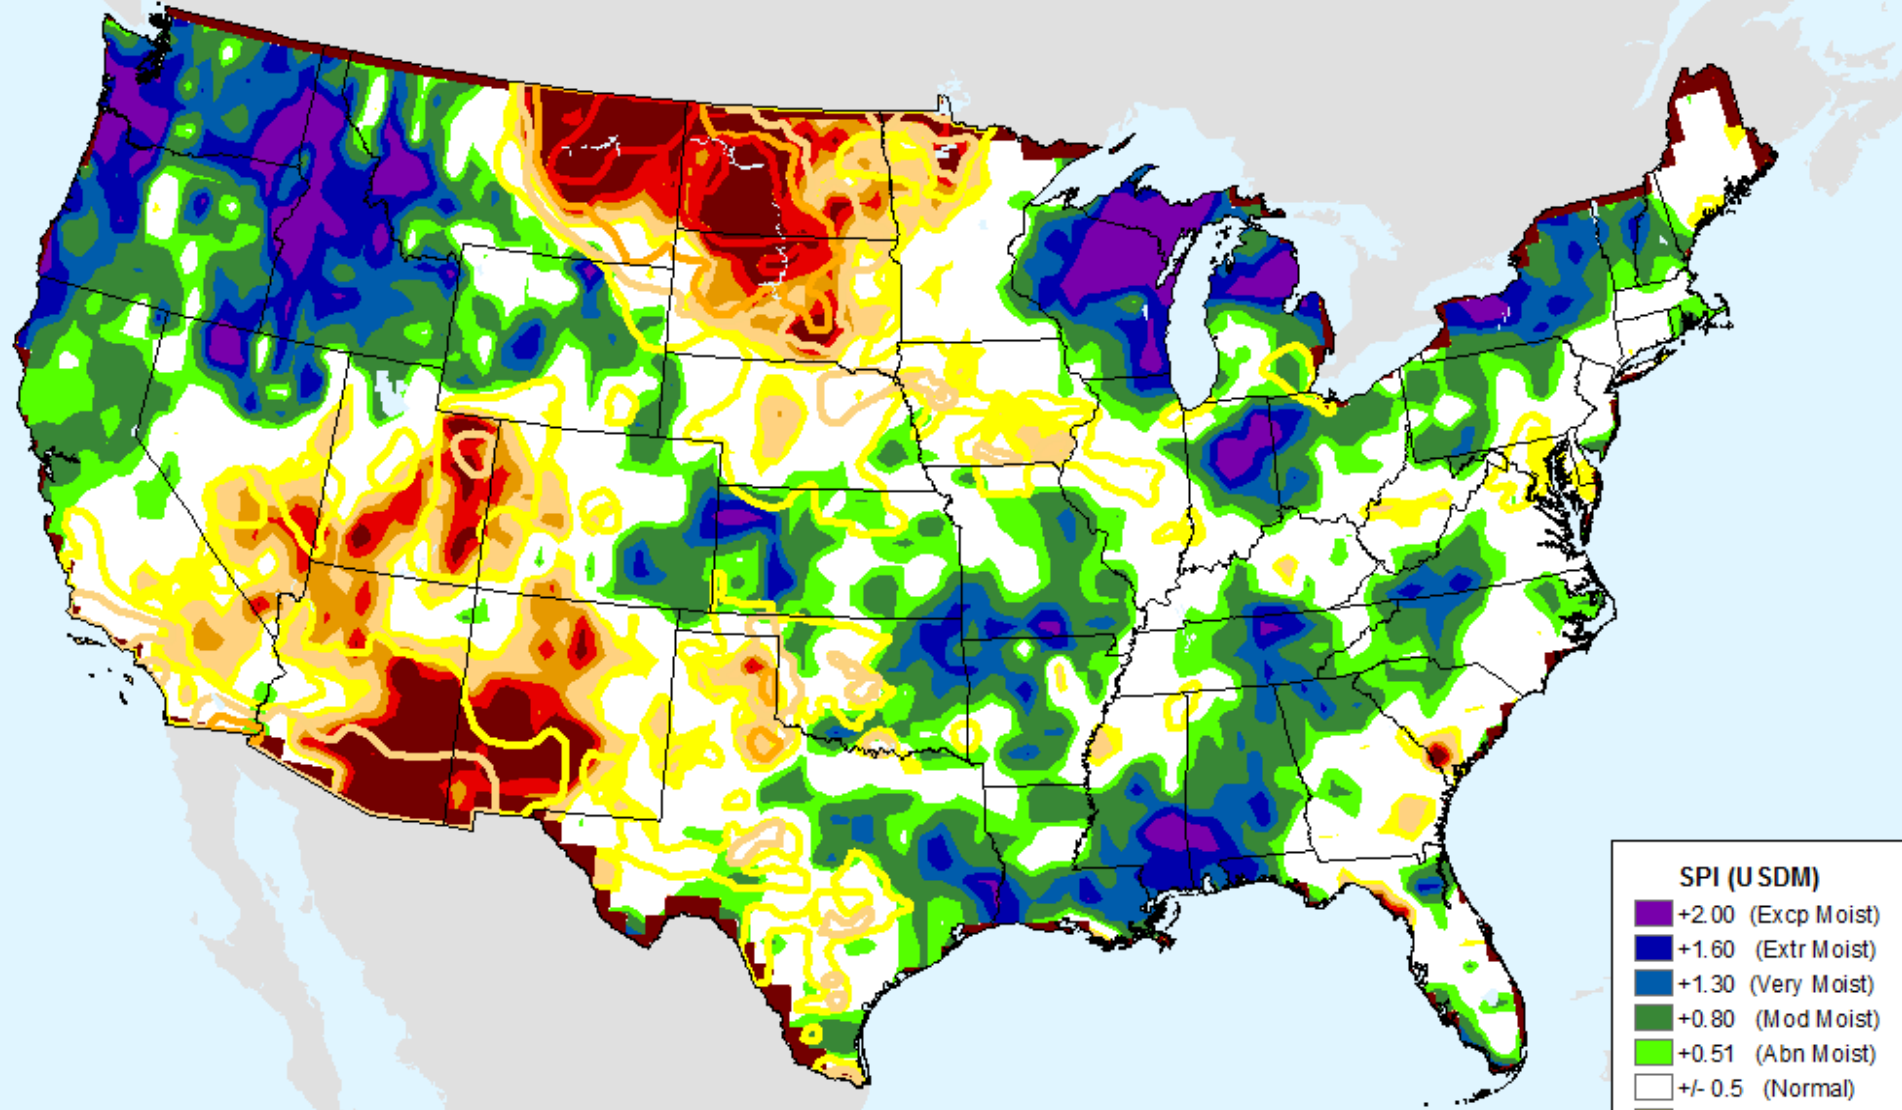 SPI (USDM)
+2.00 (Excp Moist)
+1.60 (Extr Moist)
+1.30 (Very Moist)
+0.80 (Mod Moist)
+0.51 (Abn Moist)
+/- 0.5 (Normal)